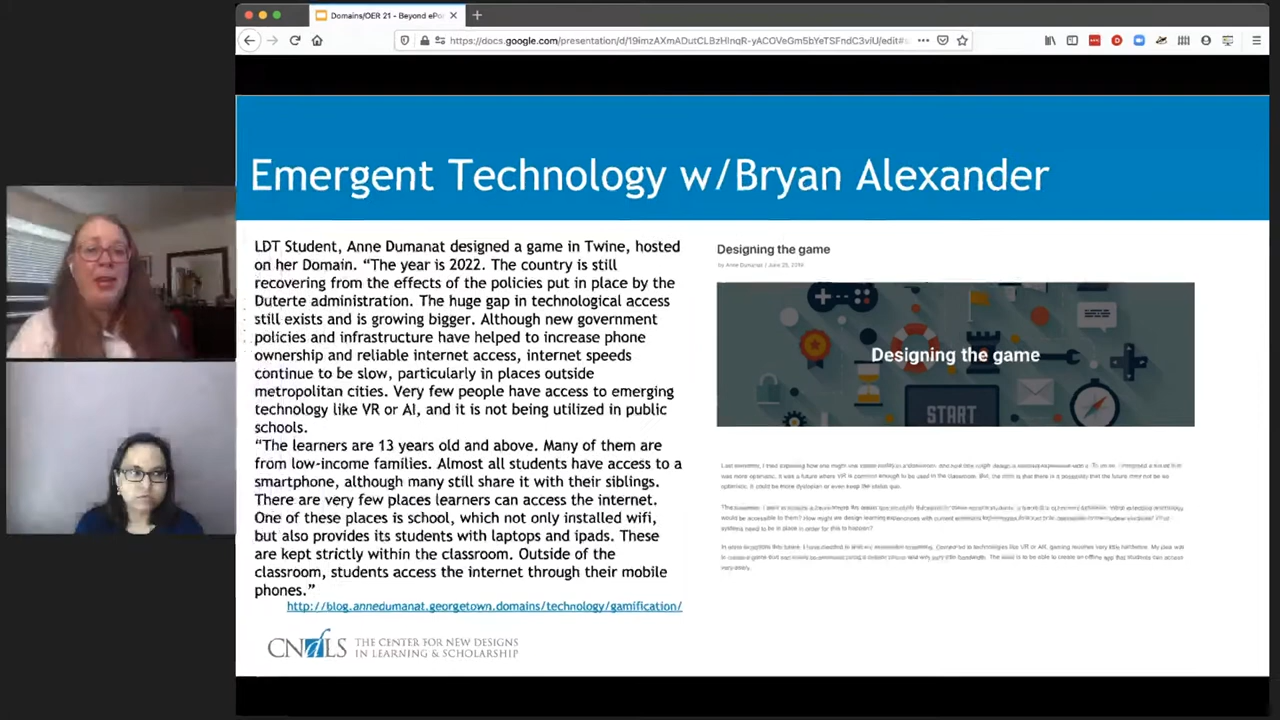 Domains/OER 21 - Beyond ePo
https://docs.google.com/presentation/d/19imzAXmADutCLBzHInqR-yACOVeGm5bYeTSFndC3viU/edit#s
Emergent Technology w/Bryan Alexander
LDT Student, Anne Dumanat designed a game in Twine, hosted
on her Domain. “The year is 2022. The country is still
recovering from the effects of the policies put in place by the
Duterte administration. The huge gap in technological access
still exists and is growing bigger. Although new government
policies and infrastructure have helped to increase phone
ownership and reliable internet access, internet speeds
continue to be slow, particularly in places outside
metropolitan cities. Very few people have access to emerging
technology like VR or AI, and it is not being utilized in public
schools.
“The learners are 13 years old and above. Many of them are
from low-income families. Almost all students have access to a
smartphone, although many still share it with their siblings.
There are very few places learners can access the internet.
One of these places is school, which not only installed wifi,
but also provides its students with laptops and ipads. These
are kept strictly within the classroom. Outside of the
classroom, students access the internet through their mobile
phones.”
http://blog.annedumanat.georgetown.domains/technology/gamification/
CNdLS THE CENTER FOR NEW DESIGNS
IN LEARNING & SCHOLARSHIP
Designing the game
by Anne Dumanat / June 25,
Designing the game
START